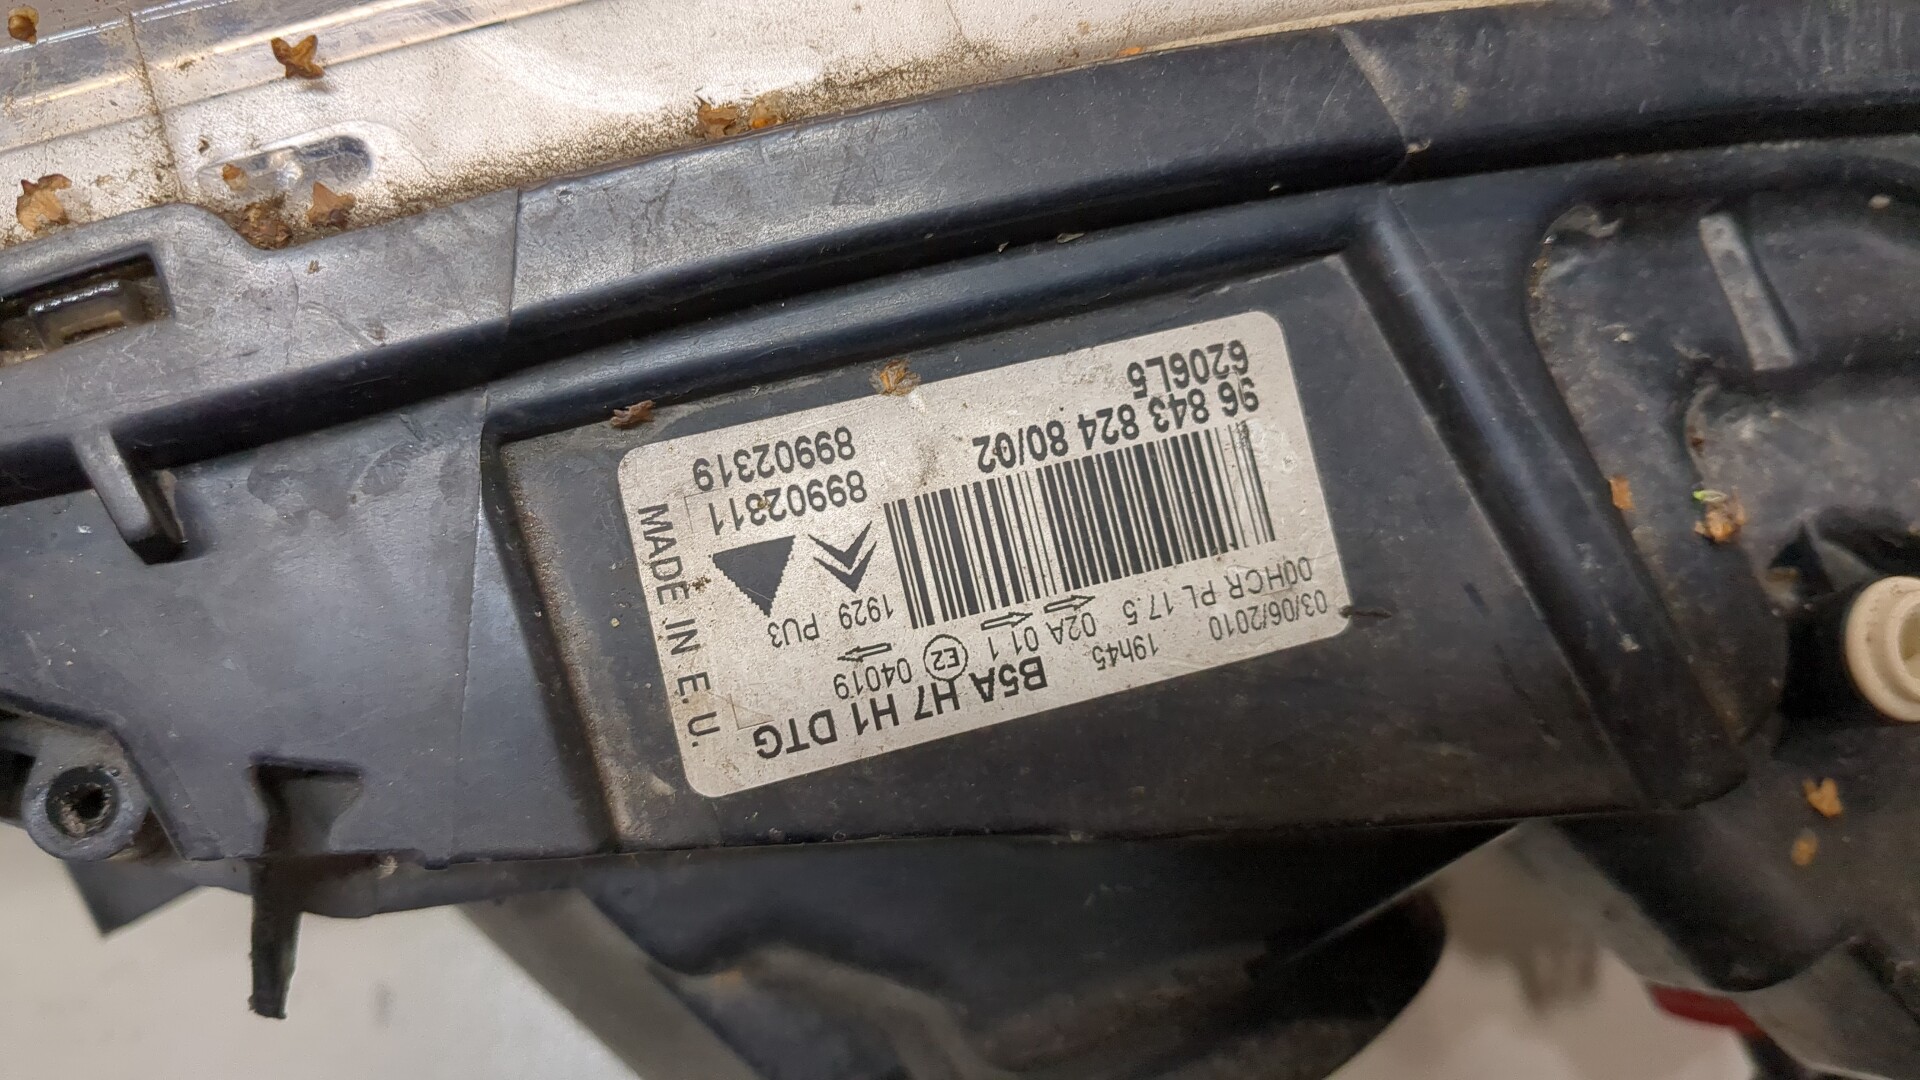 03/06/2010 19h45 B5A H7 H1 DTG
00HCR PL 17.5 02A 01 1 E2 04019
1929 PU3
96 843 824 80/02 89902311
6206L5 89902319
MADE IN E.U.